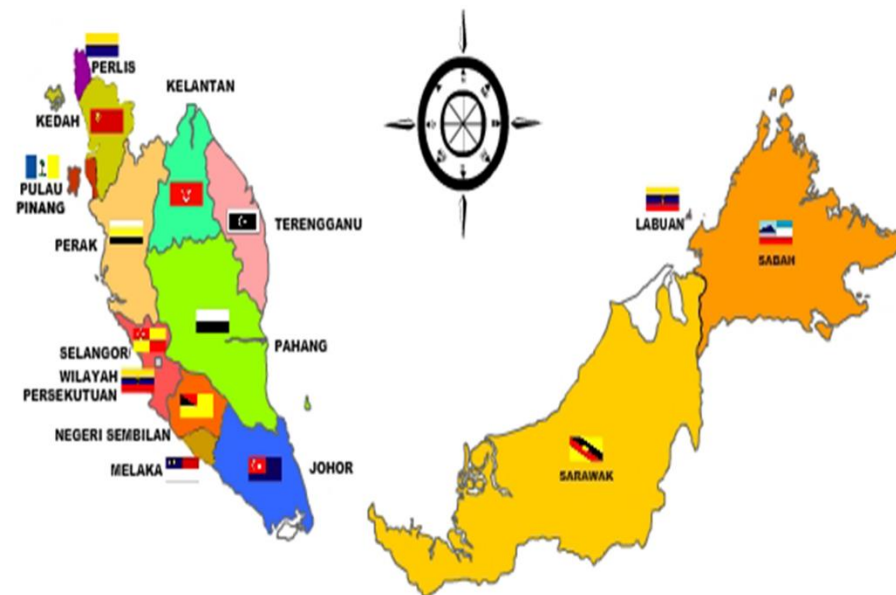 PERLIS
KELANTAN
KEDAH
PULAU
PINANG
PERAK
TERENGGANU
LABUAN
SABAH
SELANGOR
PAHANG
WILAYAH
PERSEKUTUAN
NEGERI SEMBILAN
MELAKA
JOHOR
SARAWAK